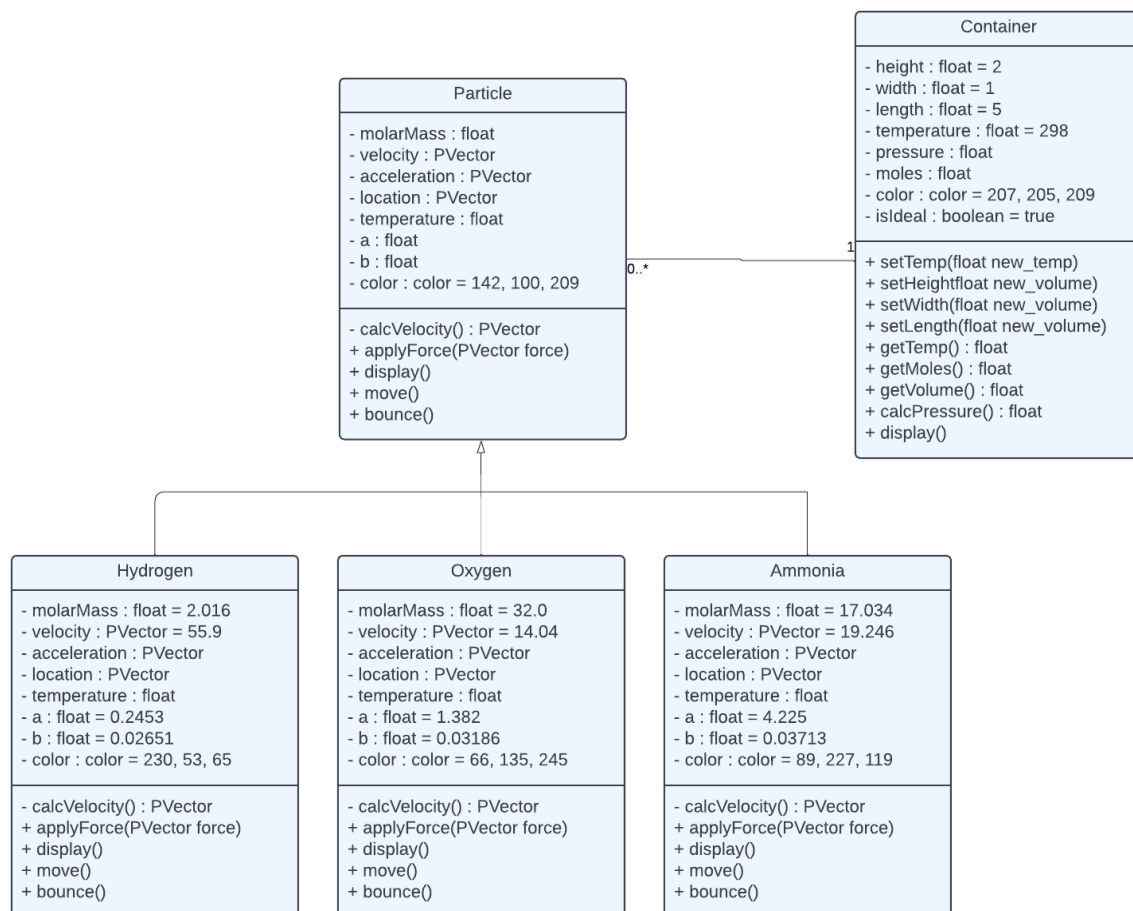 Container
- height : float = 2
- width : float = 1
- length : float = 5
- temperature : float = 298
- pressure : float
- moles : float
- color : color = 207, 205, 209
- isIdeal : boolean = true
+ setTemp(float new_temp)
+ setHeightfloat new_volume)
+ setWidth(float new_volume)
+ setLength(float new_volume)
+ getTemp() : float
+ getMoles() : float
+ getVolume() : float
+ calcPressure() : float
+ display()
Particle
- molarMass : float
- velocity : PVector
- acceleration : PVector
- location : PVector
- temperature : float
- a : float
- b : float
- color : color = 142, 100, 209
- calcVelocity() : PVector
+ applyForce(PVector force)
+ display()
+ move()
+ bounce()
0..*
1
Hydrogen
- molarMass : float = 2.016
- velocity : PVector = 55.9
- acceleration : PVector
- location : PVector
- temperature : float
- a : float = 0.2453
- b : float = 0.02651
- color : color = 230, 53, 65
- calcVelocity() : PVector
+ applyForce(PVector force)
+ display()
+ move()
+ bounce()
Oxygen
- molarMass : float = 32.0
- velocity : PVector = 14.04
- acceleration : PVector
- location : PVector
- temperature : float
- a : float = 1.382
- b : float = 0.03186
- color : color = 66, 135, 245
- calcVelocity() : PVector
+ applyForce(PVector force)
+ display()
+ move()
+ bounce()
Ammonia
- molarMass : float = 17.034
- velocity : PVector = 19.246
- acceleration : PVector
- location : PVector
- temperature : float
- a : float = 4.225
- b : float = 0.03713
- color : color = 89, 227, 119
- calcVelocity() : PVector
+ applyForce(PVector force)
+ display()
+ move()
+ bounce()